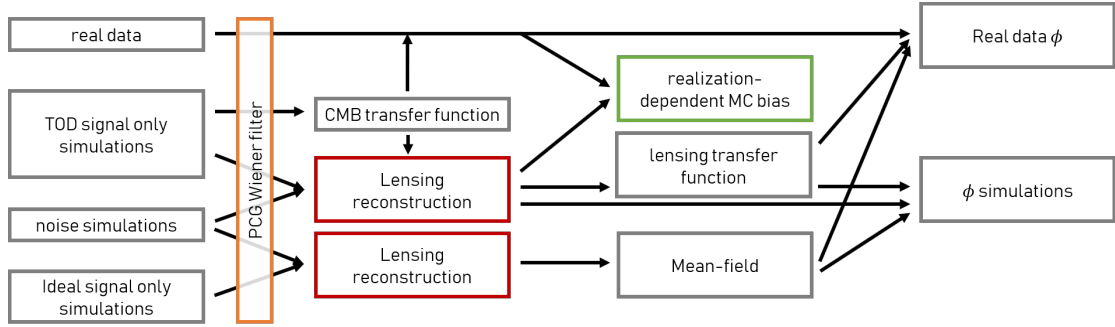 real data
TOD signal only
simulations
noise simulations
Ideal signal only
simulations
PCG Wiener filter
CMB transfer function
Lensing
reconstruction
Lensing
reconstruction
realization-
dependent MC bias
lensing transfer
function
Mean-field
Real data ϕ
ϕ simulations